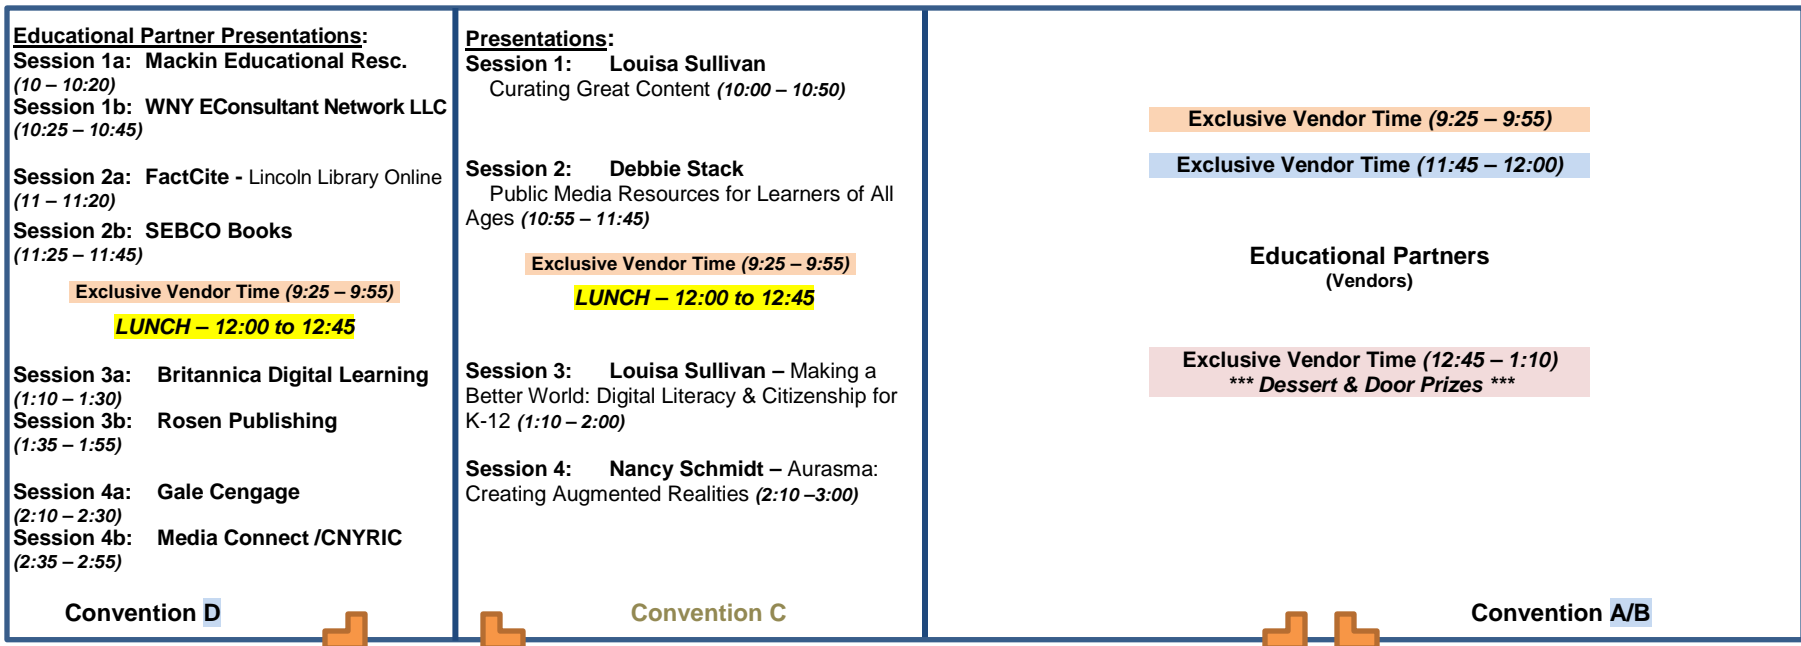 Educational Partner Presentations:
Session 1a: Mackin Educational Resc.
(10 – 10:20)
Session 1b: WNY EConsultant Network LLC
(10:25 – 10:45)
Session 2a: FactCite - Lincoln Library Online
(11 – 11:20)
Session 2b: SEBCO Books
(11:25 – 11:45)
Exclusive Vendor Time (9:25 – 9:55)
LUNCH – 12:00 to 12:45
Session 3a: Britannica Digital Learning
(1:10 – 1:30)
Session 3b: Rosen Publishing
(1:35 – 1:55)
Session 4a: Gale Cengage
(2:10 – 2:30)
Session 4b: Media Connect /CNYRIC
(2:35 – 2:55)
Convention D
Presentations:
Session 1: Louisa Sullivan
Curating Great Content (10:00 – 10:50)
Session 2: Debbie Stack
Public Media Resources for Learners of All
Ages (10:55 – 11:45)
Exclusive Vendor Time (9:25 – 9:55)
LUNCH – 12:00 to 12:45
Session 3: Louisa Sullivan – Making a
Better World: Digital Literacy & Citizenship for
K-12 (1:10 – 2:00)
Session 4: Nancy Schmidt – Aurasma:
Creating Augmented Realities (2:10 –3:00)
Convention C
Exclusive Vendor Time (9:25 – 9:55)
Exclusive Vendor Time (11:45 – 12:00)
Educational Partners
(Vendors)
Exclusive Vendor Time (12:45 – 1:10)
*** Dessert & Door Prizes ***
Convention A/B